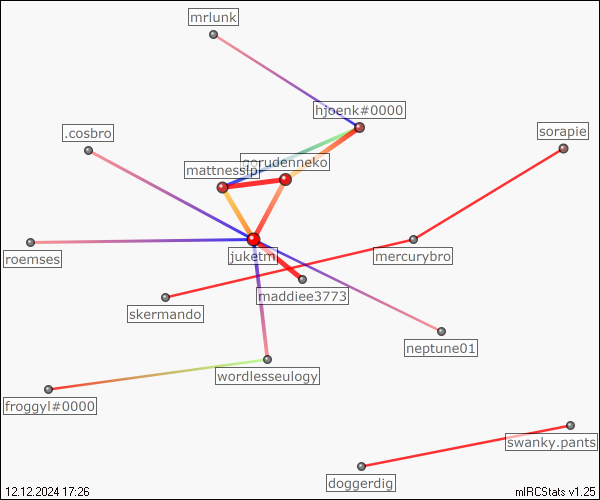 mrlunk
hjoenk#0000
.cosbro
sorapie
mattnesslp
corudenneko
roemses
juketm
mercurybro
maddiee3773
skermando
neptune01
wordlesseulogy
froggyl#0000
swanky.pants
doggerdig
12.12.2024 17:26
mIRCStats v1.25